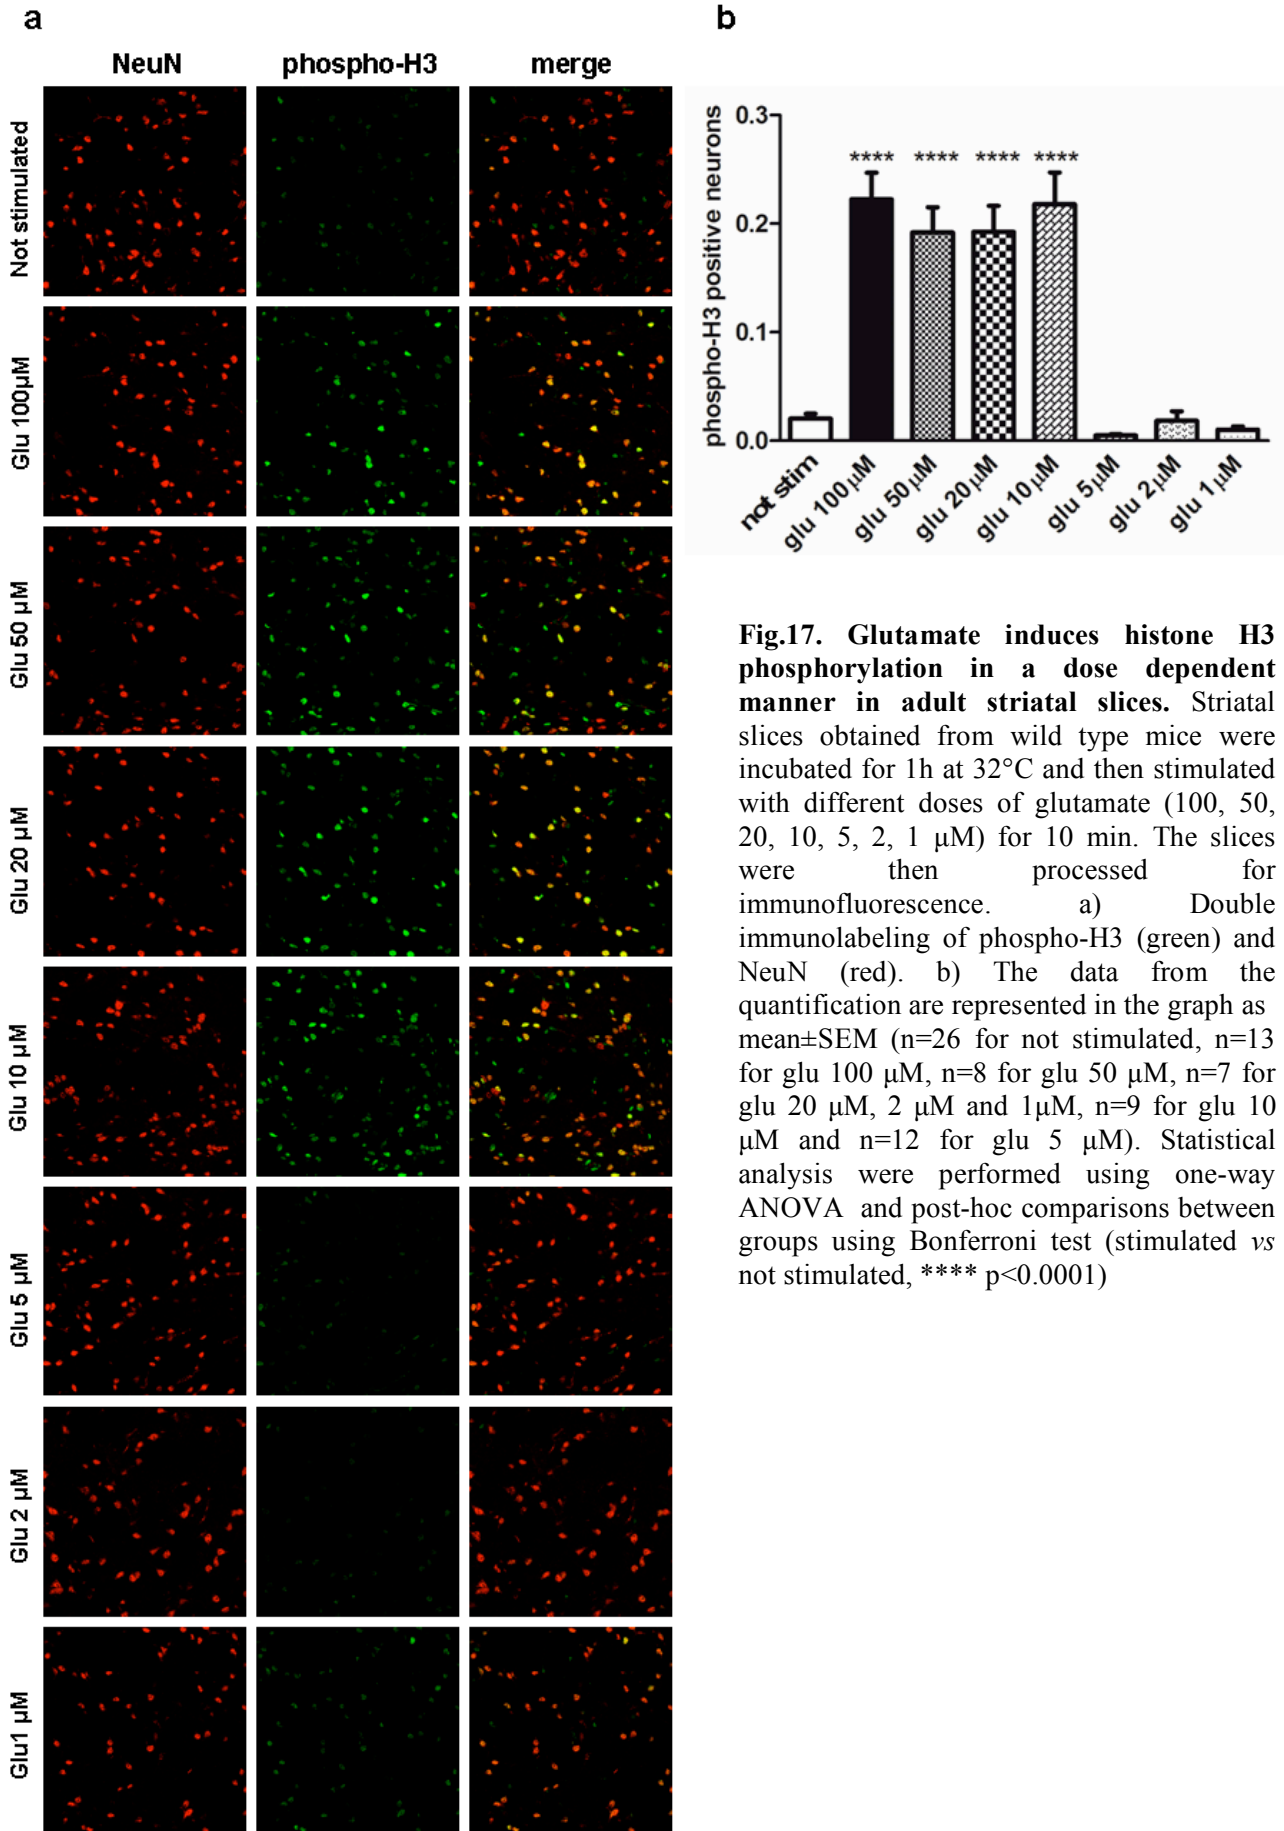 a
NeuN phospho-H3 merge
Not stimulated
Glu 100µM
Glu 50 µM
Glu 20 µM
Glu 10 µM
Glu 5 µM
Glu 2 µM
Glu1 µM
b
phospho-H3 positive neurons
0.3
0.2
0.1
0.0
**** **** **** ****
not stim
glu 100µM
glu 50µM
glu 20µM
glu 10µM
glu 5µM
glu 2µM
glu 1µM
Fig.17. Glutamate induces histone H3
phosphorylation in a dose dependent
manner in adult striatal slices. Striatal
slices obtained from wild type mice were
incubated for 1h at 32°C and then stimulated
with different doses of glutamate (100, 50,
20, 10, 5, 2, 1 µM) for 10 min. The slices
were then processed for
immunofluorescence. a) Double
immunolabeling of phospho-H3 (green) and
NeuN (red). b) The data from the
quantification are represented in the graph as
mean±SEM (n=26 for not stimulated, n=13
for glu 100 µM, n=8 for glu 50 µM, n=7 for
glu 20 µM, 2 µM and 1µM, n=9 for glu 10
µM and n=12 for glu 5 µM). Statistical
analysis were performed using one-way
ANOVA and post-hoc comparisons between
groups using Bonferroni test (stimulated vs
not stimulated, **** p<0.0001)